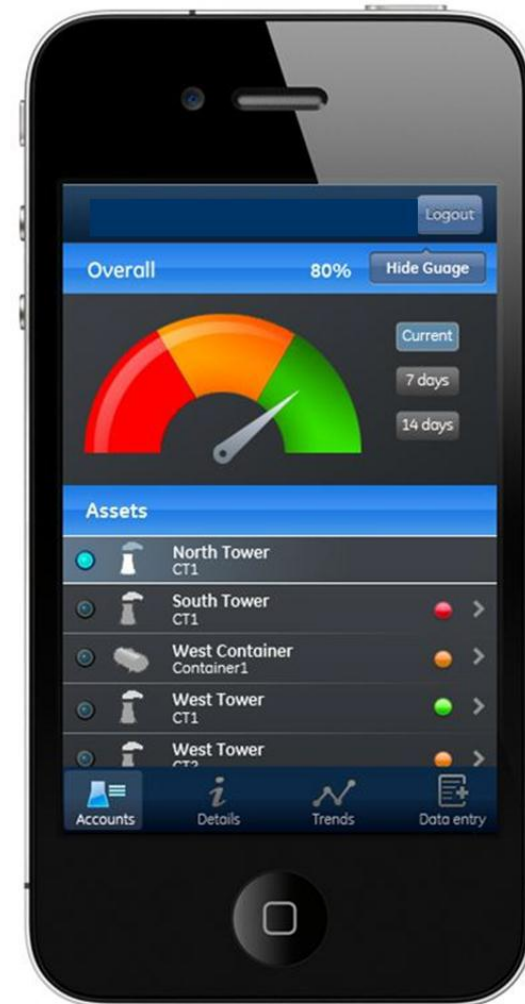 Logout
Overall 80% Hide Guage
Current
7 days
14 days
Assets
North Tower
CT1
South Tower
CT1
West Container
Container1
West Tower
CT1
West Tower
CT2
Accounts Details Trends Data entry